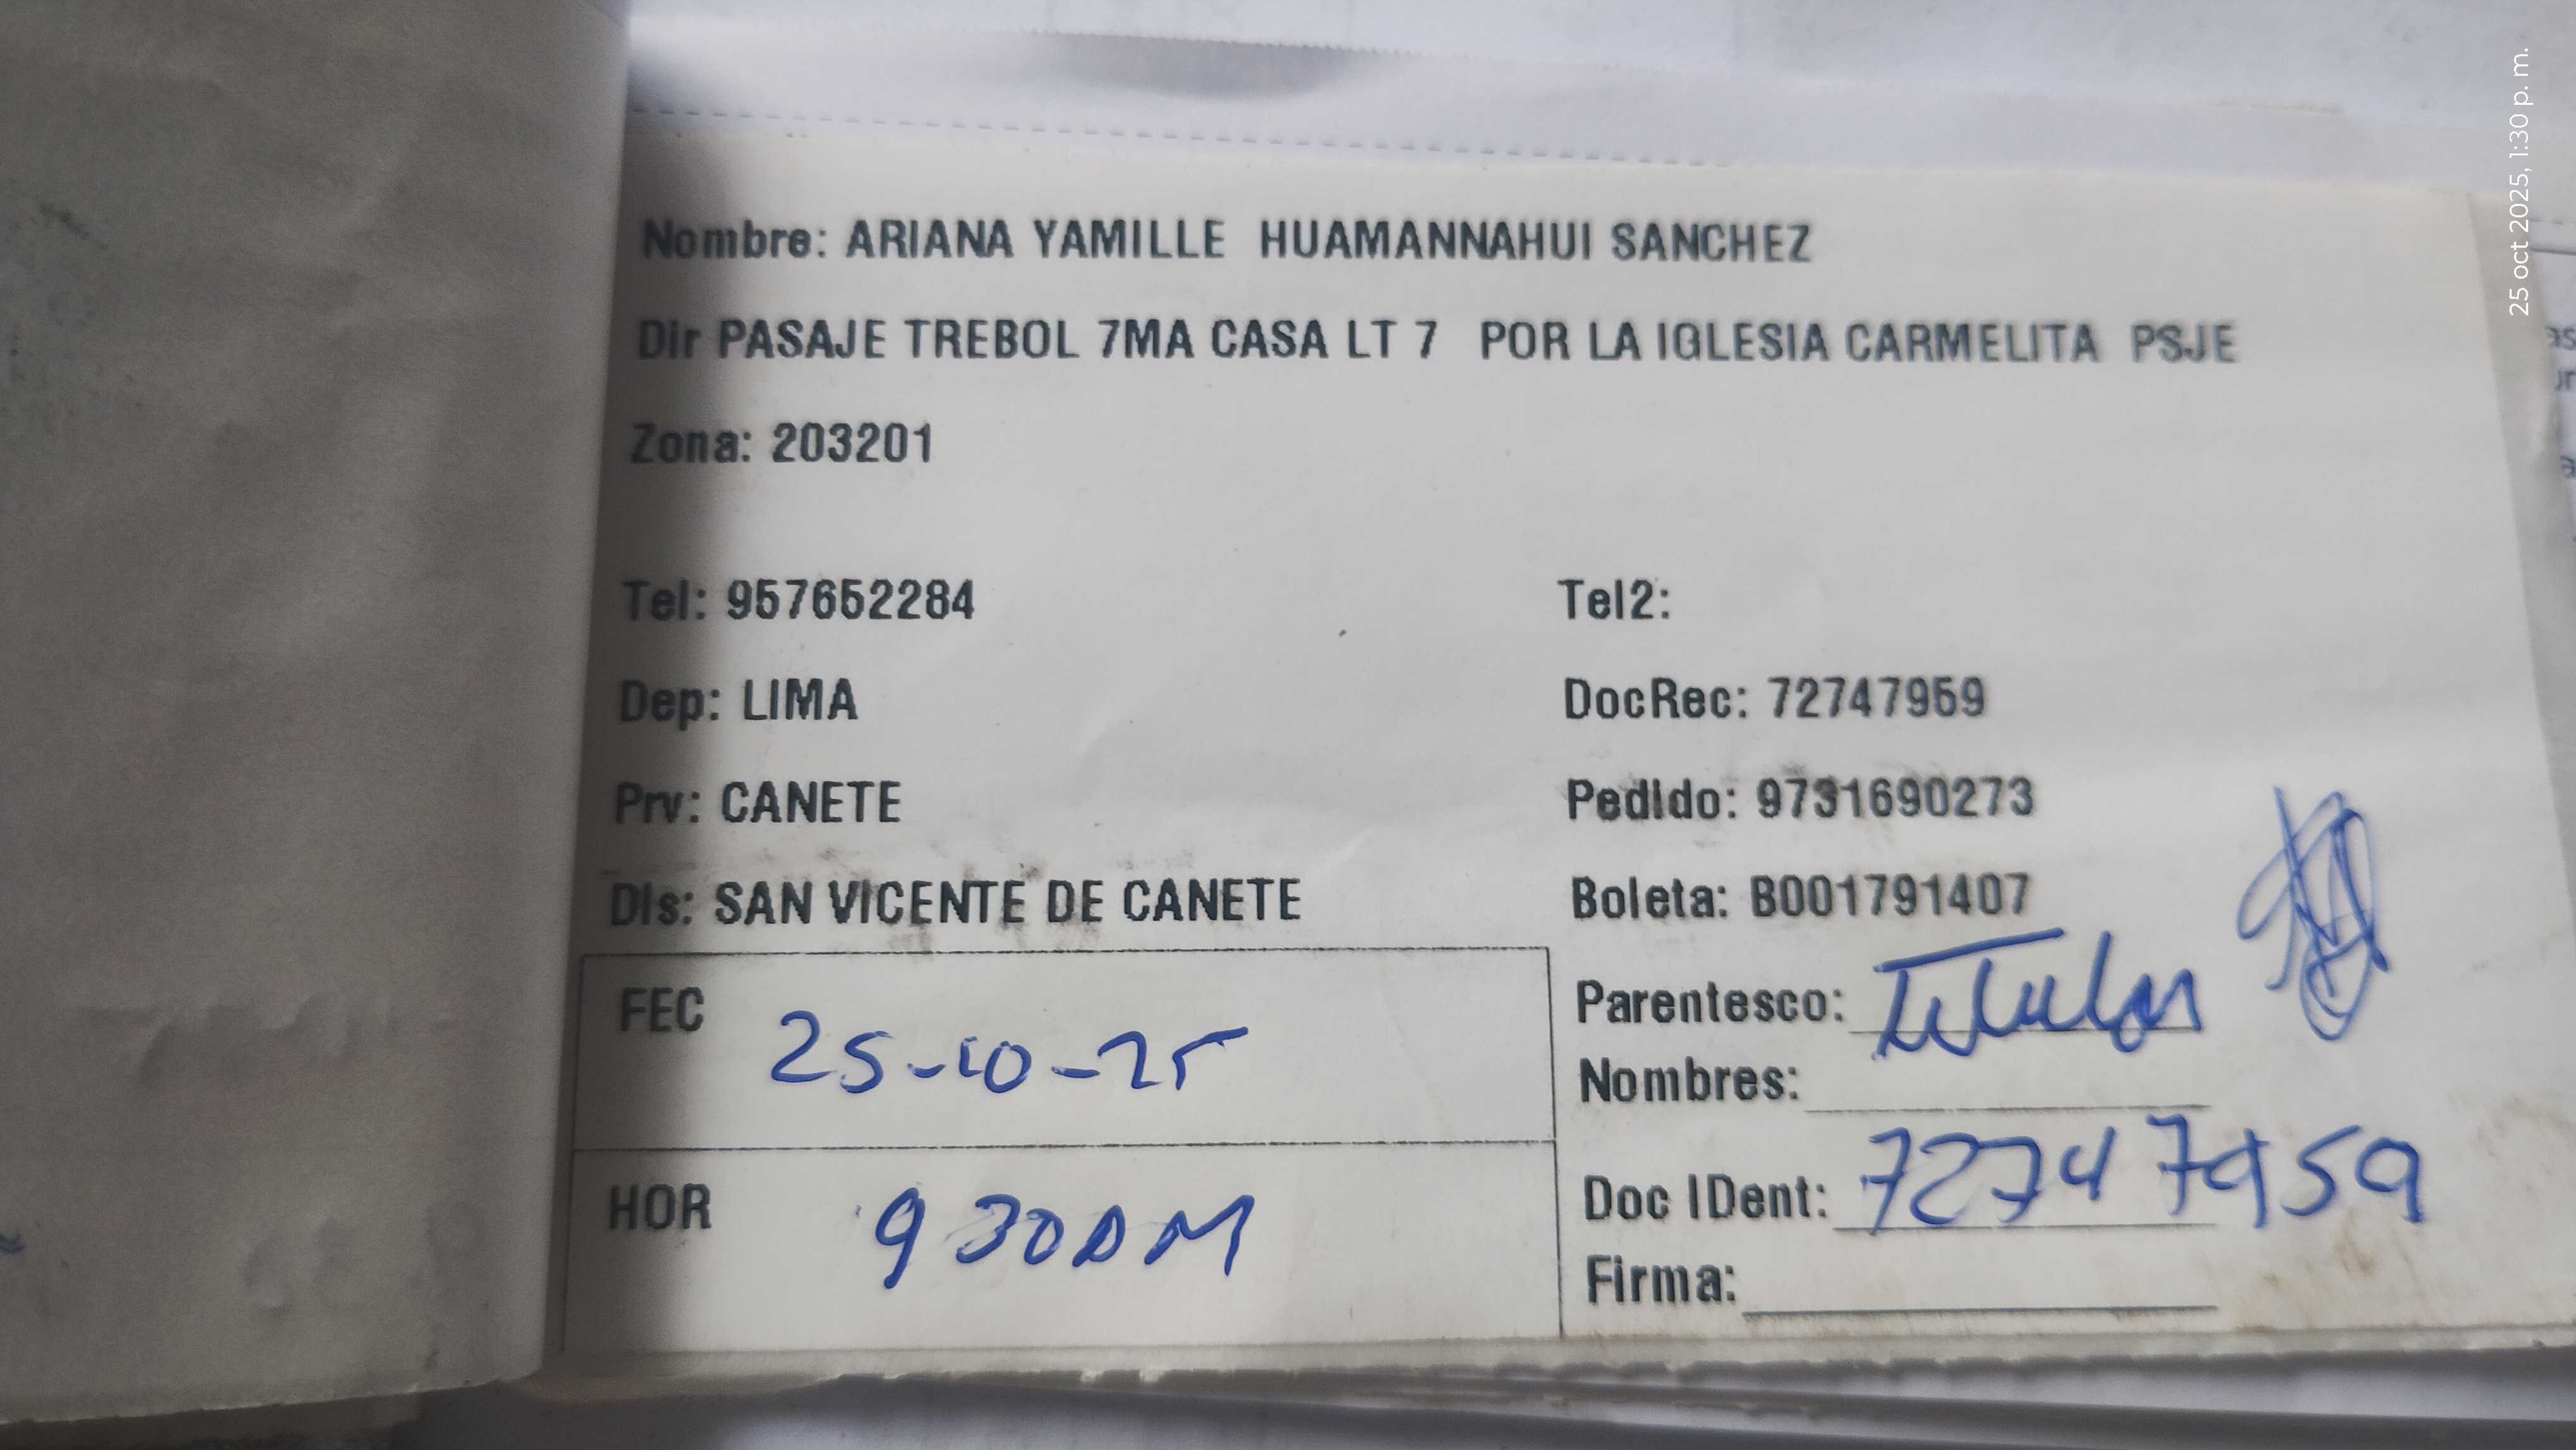 Nombre: ARIANA YAMILLE HUAMANNAHUI SANCHEZ
Dir PASAJE TREBOL 7MA CASA LT 7 POR LA IGLESIA CARMELITA PSJE
Zona: 203201
Tel: 957652284 Tel2:
Dep: LIMA DocRec: 72747959
Prv: CANETE Pedido: 9731690273
Dis: SAN VICENTE DE CANETE Boleta: B001791407
FEC 25-10-25
Parentesco: Titular
Nombres:
HOR 930AM
Doc IDent: 72747959
Firma:
25 oct 2025, 1:30 p. m.